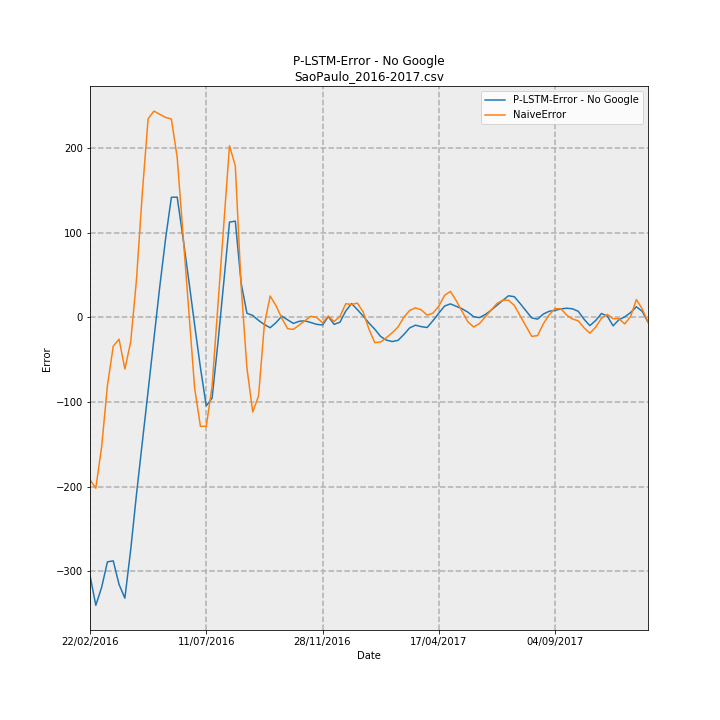 P-LSTM-Error - No Google
SaoPaulo_2016-2017.csv
P-LSTM-Error - No Google
NaiveError
200
100
0
−100
−200
−300
Error
22/02/2016
11/07/2016
28/11/2016
17/04/2017
04/09/2017
Date